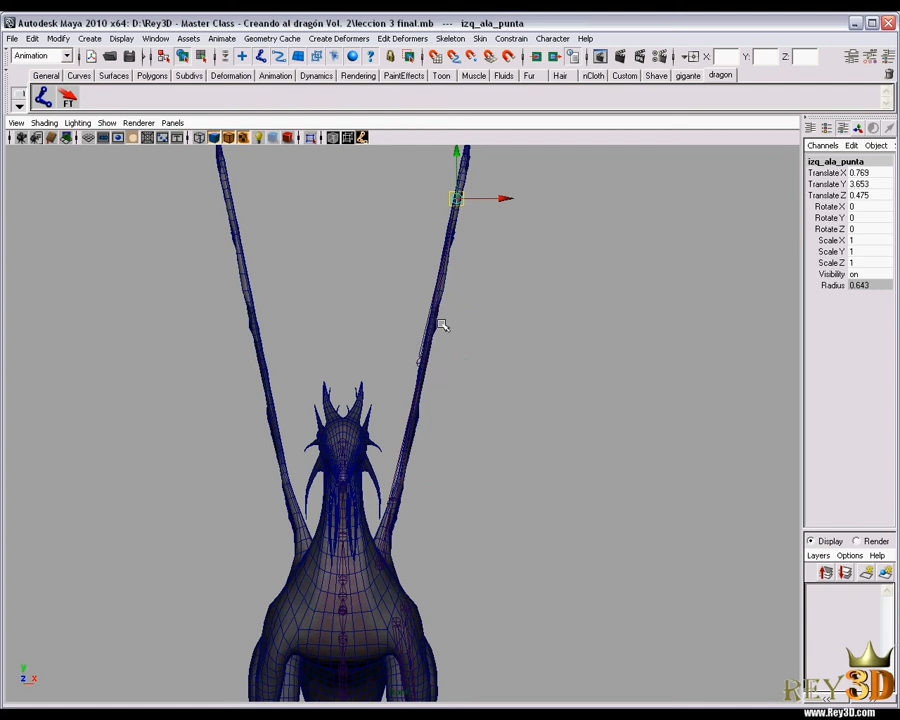 Autodesk Maya 2010 x64: D:\Rey3D - Master Class - Creando al dragón Vol. 2\leccion 3 final.mb --- izq_ala_punta
File Edit Modify Create Display Window Assets Animate Geometry Cache Create Deformers Edit Deformers Skeleton Skin Constrain Character Help
Animation X: Y: Z:
General Curves Surfaces Polygons Subdivs Deformation Animation Dynamics Rendering PaintEffects Toon Muscle Fluids Fur Hair nCloth Custom Shave gigante dragon
FT
View Shading Lighting Show Renderer Panels
Channels Edit Object
izq_ala_punta
Translate X 0.769
Translate Y 3.653
Translate Z 0.475
Rotate X 0
Rotate Y 0
Rotate Z 0
Scale X 1
Scale Y 1
Scale Z 1
Visibility on
Radius 0.643
Display Render
Layers Options Help
y
z x
REY3D
www.Rey3D.com